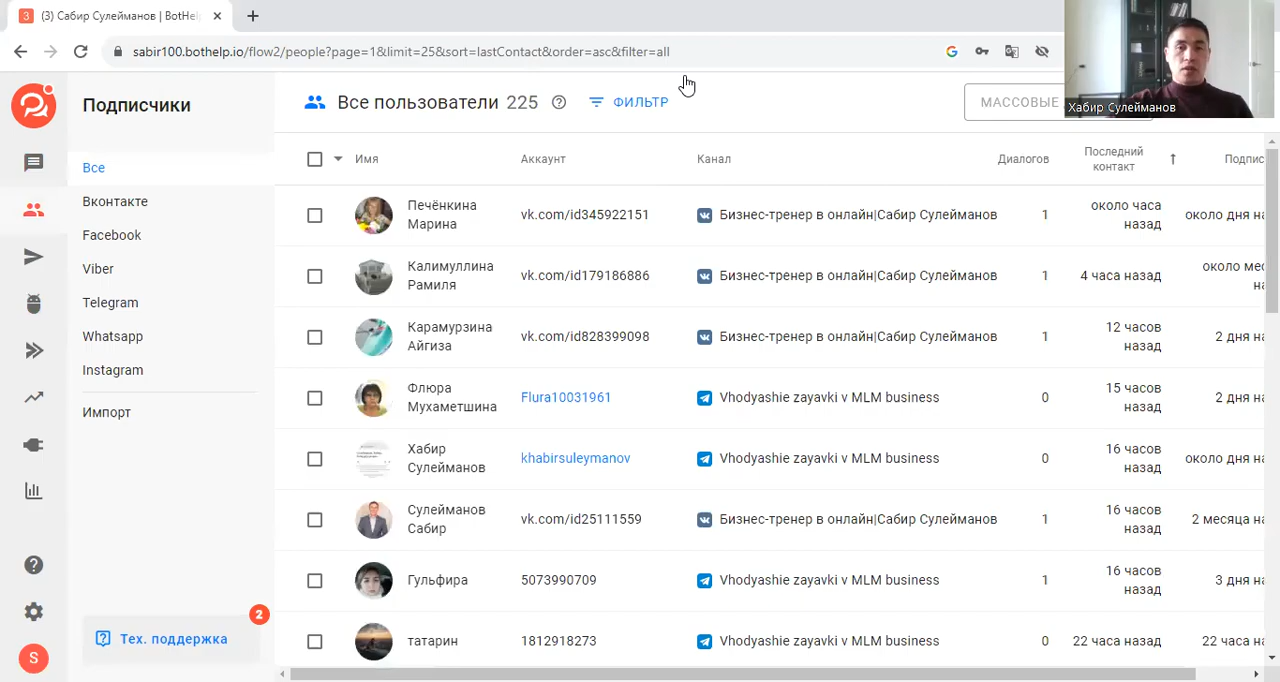 3 (3) Сабир Сулейманов | BotHel
sabir100.bothelp.io/flow2/people?page=1&limit=25&sort=lastContact&order=asc&filter=all
Хабир Сулейманов
Подписчики
Все
Вконтакте
Facebook
Viber
Telegram
Whatsapp
Instagram
Импорт
2
Тех. поддержка
S
Все пользователи 225 ФИЛЬТР
МАССОВЫЕ
Имя Аккаунт Канал Диалогов Последний контакт Подпис
Печёнкина Марина vk.com/id345922151 Бизнес-тренер в онлайн|Сабир Сулейманов 1 около часа назад около дня на
Калимуллина Рамиля vk.com/id179186886 Бизнес-тренер в онлайн|Сабир Сулейманов 1 4 часа назад около мес на
Карамурзина Айгиза vk.com/id828399098 Бизнес-тренер в онлайн|Сабир Сулейманов 1 12 часов назад 2 дня на
Флюра Мухаметшина Flura10031961 Vhodyashie zayavki v MLM business 0 15 часов назад 2 дня на
Хабир Сулейманов khabirsuleymanov Vhodyashie zayavki v MLM business 0 16 часов назад около дня на
Сулейманов Сабир vk.com/id25111559 Бизнес-тренер в онлайн|Сабир Сулейманов 1 16 часов назад 2 месяца на
Гульфира 5073990709 Vhodyashie zayavki v MLM business 1 16 часов назад 3 дня на
татарин 1812918273 Vhodyashie zayavki v MLM business 0 22 часа назад 22 часа на